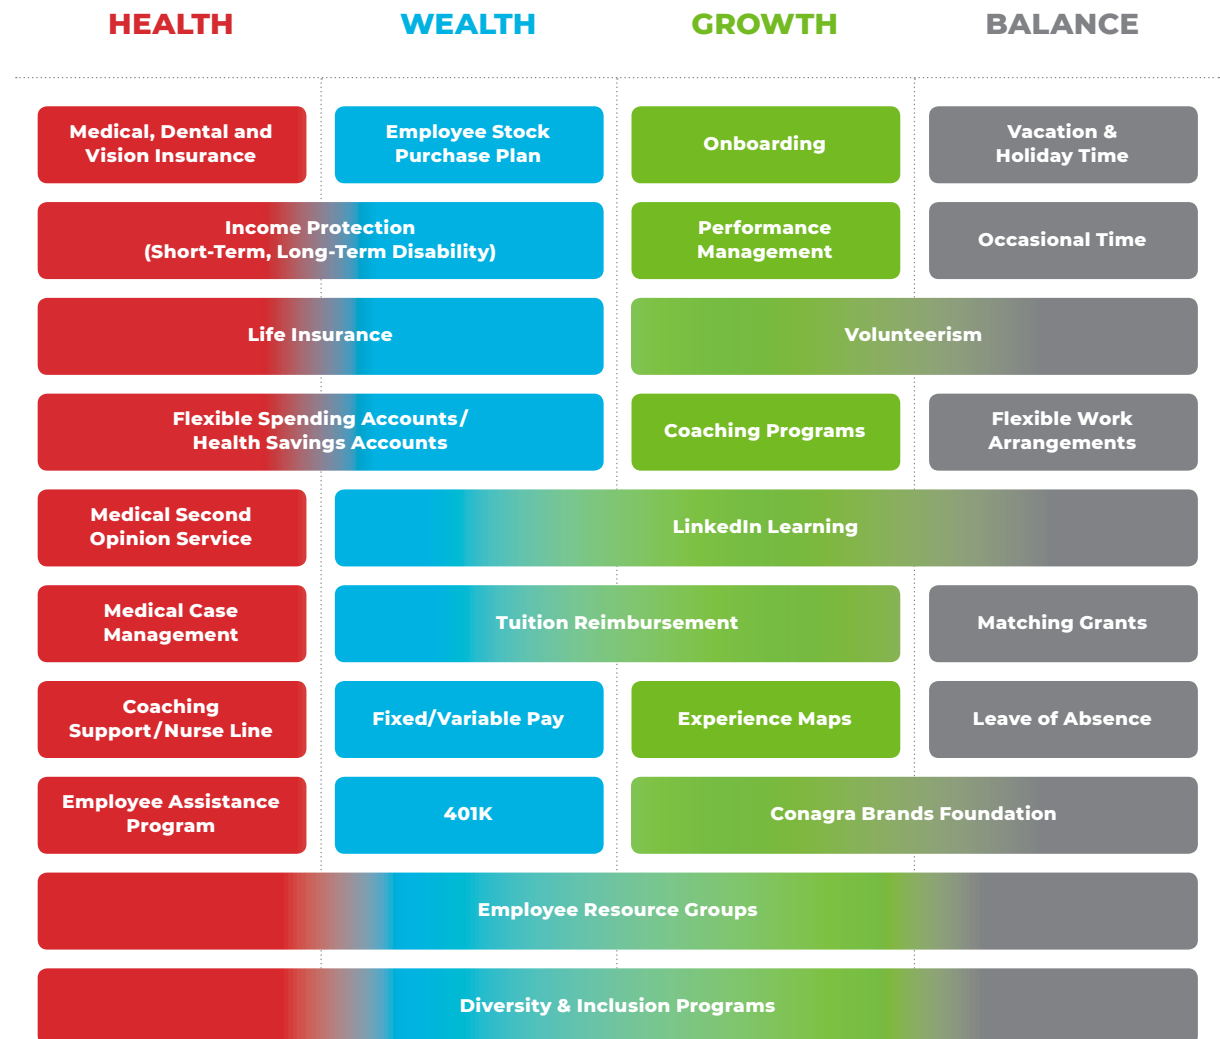 HEALTH WEALTH GROWTH BALANCE
Medical, Dental and
Vision Insurance
Employee Stock
Purchase Plan
Onboarding
Vacation &
Holiday Time
Income Protection
(Short-Term, Long-Term Disability)
Performance
Management
Occasional Time
Life Insurance
Volunteerism
Flexible Spending Accounts/
Health Savings Accounts
Coaching Programs
Flexible Work
Arrangements
Medical Second
Opinion Service
LinkedIn Learning
Medical Case
Management
Tuition Reimbursement
Matching Grants
Coaching
Support/Nurse Line
Fixed/Variable Pay
Experience Maps
Leave of Absence
Employee Assistance
Program
401K
Conagra Brands Foundation
Employee Resource Groups
Diversity & Inclusion Programs